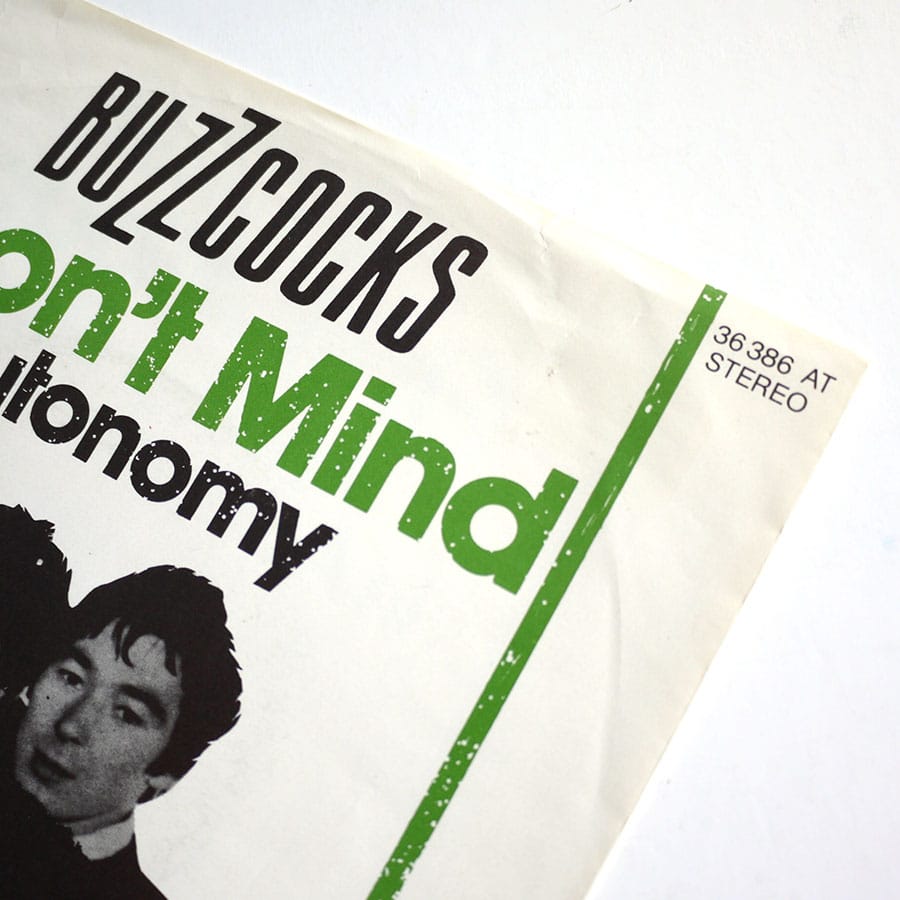 BUZZCOCKS
on't Mind
utonomy
36 386 AT
STEREO